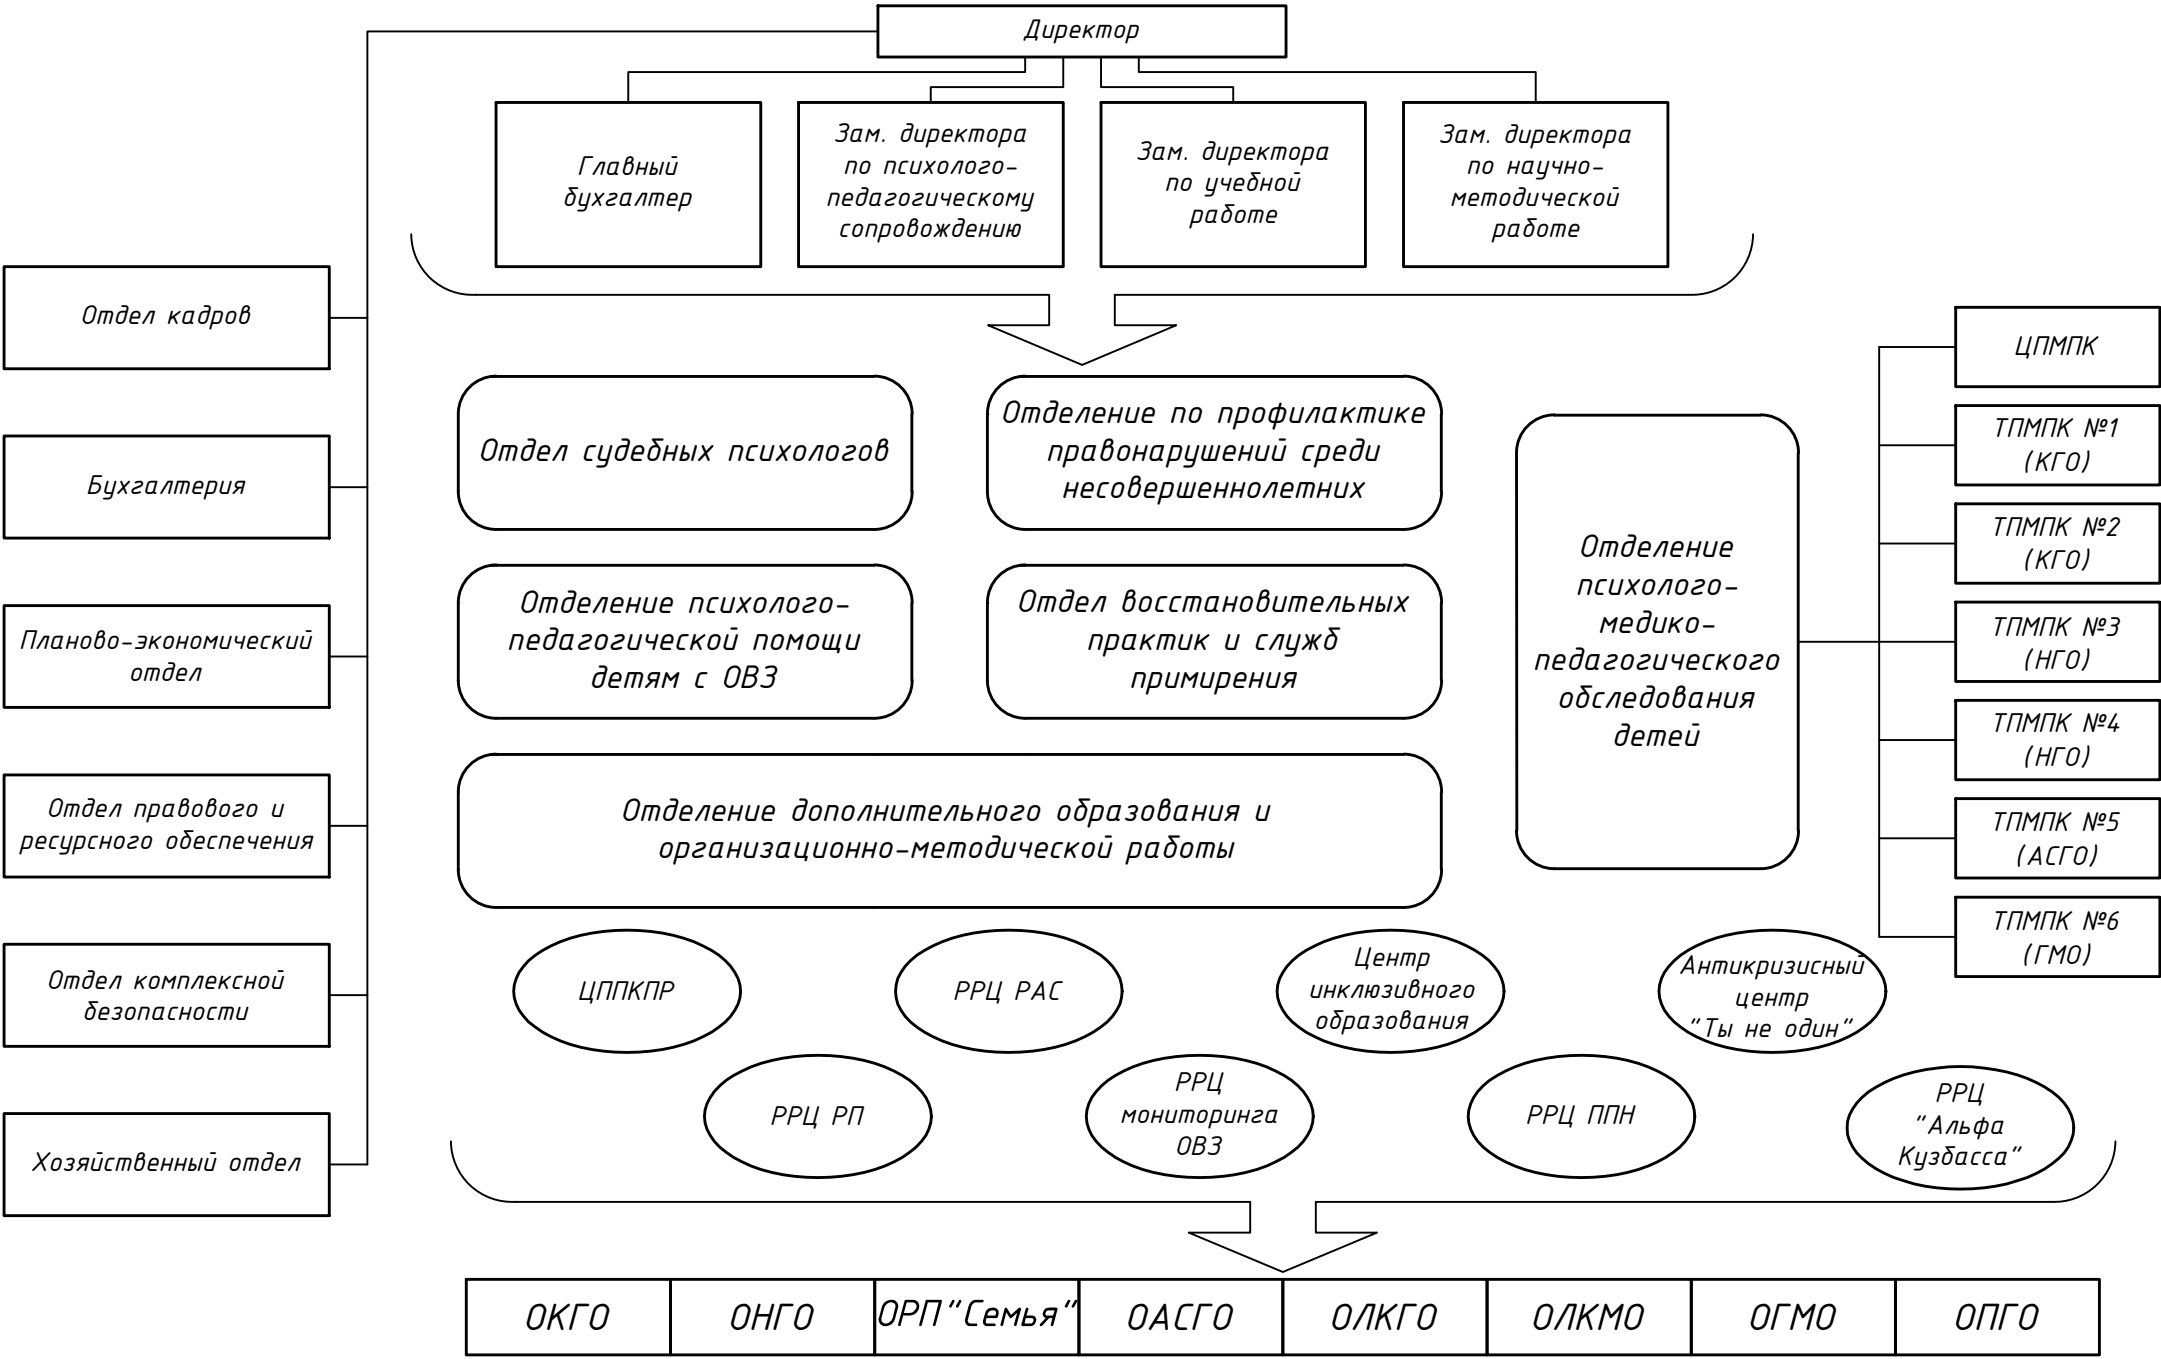 Директор
Главный
бухгалтер
Зам. директора
по психолого-
педагогическому
сопровождению
Зам. директора
по учебной
работе
Зам. директора
по научно-
методической
работе
Отдел кадров
Бухгалтерия
Планово-экономический
отдел
Отдел правового и
ресурсного обеспечения
Отдел комплексной
безопасности
Хозяйственный отдел
Отдел судебных психологов
Отделение по профилактике
правонарушений среди
несовершеннолетних
Отделение психолого-
педагогической помощи
детям с ОВЗ
Отдел восстановительных
практик и служб
примирения
Отделение дополнительного образования и
организационно-методической работы
Отделение
психолого-
медико-
педагогического
обследования
детей
ЦПМПК
ТПМПК №1
(КГО)
ТПМПК №2
(КГО)
ТПМПК №3
(НГО)
ТПМПК №4
(НГО)
ТПМПК №5
(АСГО)
ТПМПК №6
(ГМО)
ЦППКПР
РРЦ РАС
Центр
инклюзивного
образования
Антикризисный
центр
"Ты не один"
РРЦ РП
РРЦ
мониторинга
ОВЗ
РРЦ ППН
РРЦ
"Альфа
Кузбасса"
ОКГО
ОНГО
ОРП"Семья"
ОАСГО
ОЛКГО
ОЛКМО
ОГМО
ОПГО